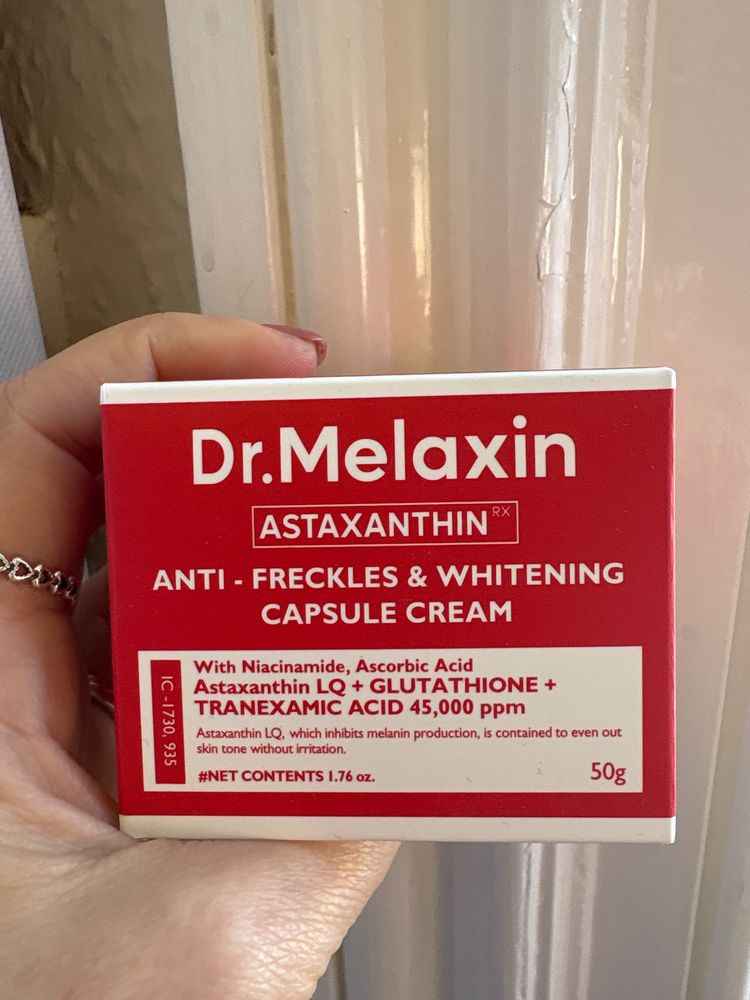 Dr.Melaxin
ASTAXANTHIN RX
ANTI - FRECKLES & WHITENING
CAPSULE CREAM
IC -1730, 935
With Niacinamide, Ascorbic Acid
Astaxanthin LQ + GLUTATHIONE +
TRANEXAMIC ACID 45,000 ppm
Astaxanthin LQ, which inhibits melanin production, is contained to even out
skin tone without irritation.
#NET CONTENTS 1.76 oz.
50g